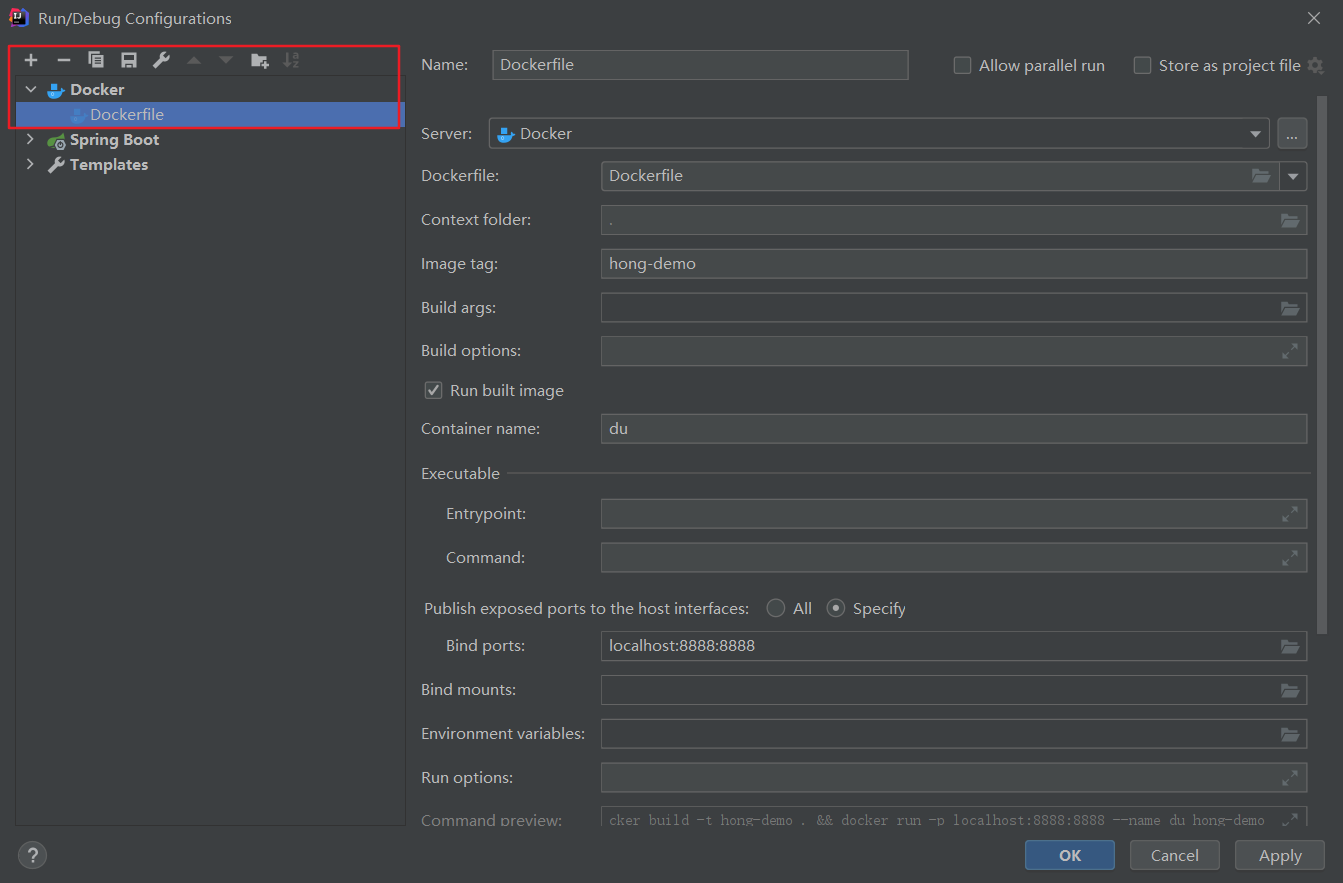 Run/Debug Configurations
Docker
Dockerfile
Spring Boot
Templates
Name: Dockerfile Allow parallel run Store as project file
Server: Docker ...
Dockerfile: Dockerfile
Context folder: .
Image tag: hong-demo
Build args:
Build options:
Run built image
Container name: du
Executable
Entrypoint:
Command:
Publish exposed ports to the host interfaces: All Specify
Bind ports: localhost:8888:8888
Bind mounts:
Environment variables:
Run options:
Command preview: cker build -t hong-demo . && docker run -p localhost:8888:8888 --name du hong-demo
? OK Cancel Apply